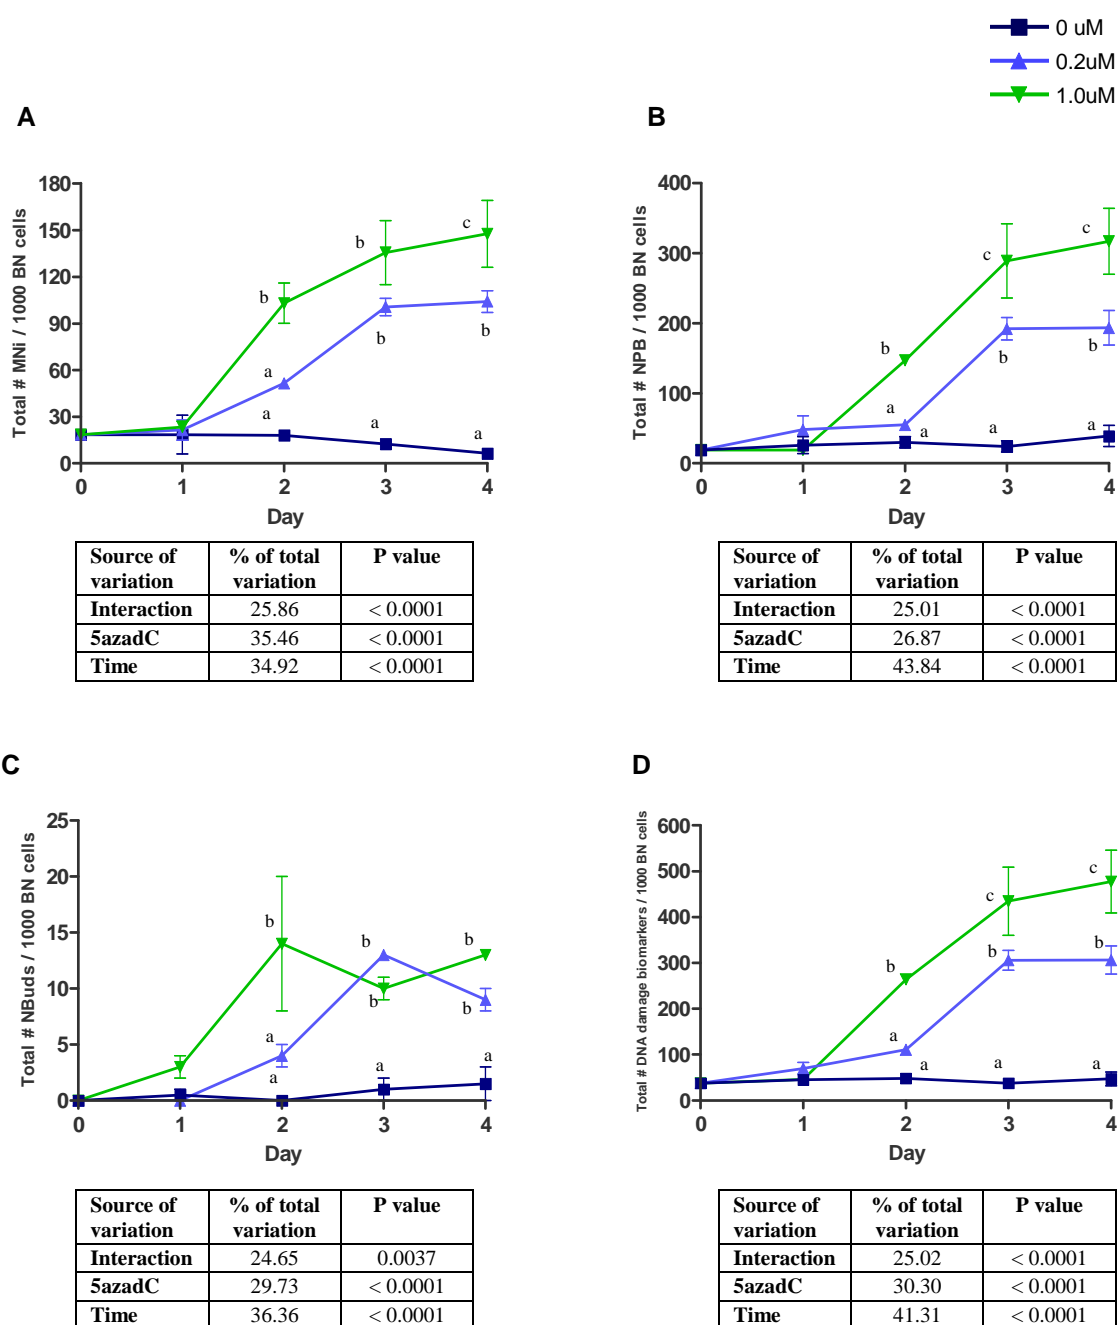 0 uM
0.2uM
1.0uM
A
B
Total # MNi / 1000 BN cells
180
150
120
90
60
30
0
0 1 2 3 4
Day
c
b
b
b
b
a
a
a
a
Total # NPB / 1000 BN cells
400
300
200
100
0
0 1 2 3 4
Day
c
c
b
b
b
a
a
a
a
Source of variation | % of total variation | P value
Interaction 25.86 < 0.0001
5azadC 35.46 < 0.0001
Time 34.92 < 0.0001
Source of variation | % of total variation | P value
Interaction 25.01 < 0.0001
5azadC 26.87 < 0.0001
Time 43.84 < 0.0001
C
D
Total # NBuds / 1000 BN cells
25
20
15
10
5
0
0 1 2 3 4
Day
b
b
b
b
b
a
a
a
a
Total # DNA damage biomarkers / 1000 BN cells
600
500
400
300
200
100
0
0 1 2 3 4
Day
c
c
b
b
b
a
a
a
a
Source of variation | % of total variation | P value
Interaction 24.65 0.0037
5azadC 29.73 < 0.0001
Time 36.36 < 0.0001
Source of variation | % of total variation | P value
Interaction 25.02 < 0.0001
5azadC 30.30 < 0.0001
Time 41.31 < 0.0001